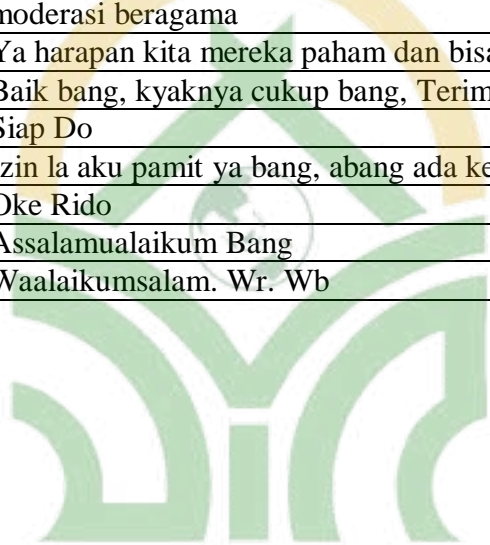 moderasi beragama
Ya harapan kita mereka paham dan bisa
Baik bang, kyaknya cukup bang, Terim
Siap Do
Izin la aku pamit ya bang, abang ada ke
Oke Rido
Assalamualaikum Bang
Waalaikumsalam. Wr. Wb